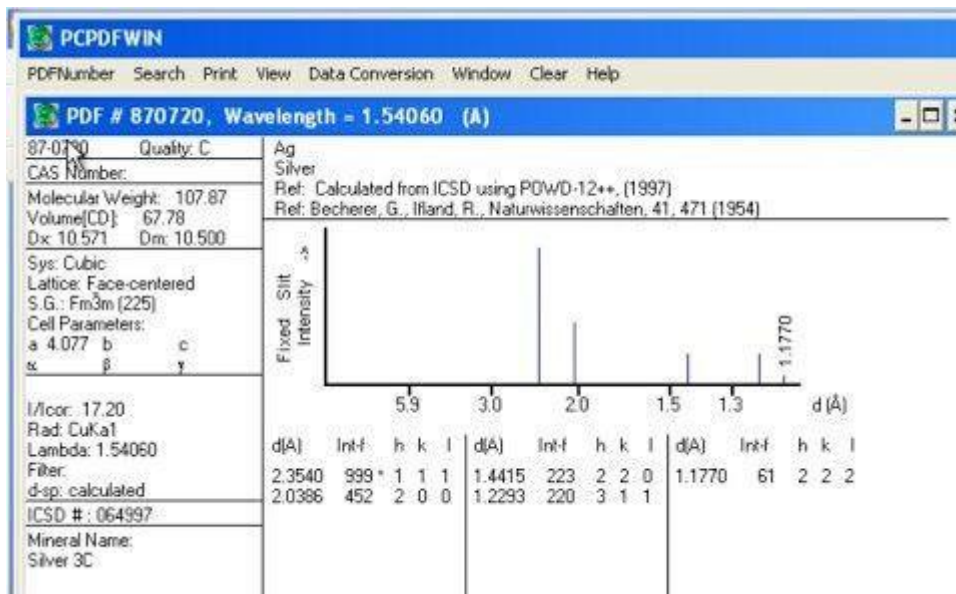 PCPDFWIN
PDFNumber Search Print View Data Conversion Window Clear Help
PDF # 870720, Wavelength = 1.54060 (A)
Quality: C
CAS Number:
Molecular Weight: 107.87
Volume[CD]: 67.78
Dx: 10.571 Dm: 10.500
Sys: Cubic
Lattice: Face-centered
S.G.: Fm3̄m (225)
Cell Parameters:
a 4.077 b c
α β γ
I/Icor: 17.20
Rad: CuKa1
Lambda: 1.54060
Filter:
d-sp: calculated
ICSD # : 064997
Mineral Name:
Silver 3C
Ag
Silver
Ref: Calculated from ICSD using POWD-12++, (1997)
Ref: Becherer, G., Ifland, R., Naturwissenschaften, 41, 471 (1954)
Fixed Slit
Intensity ->
1.1770
5.9 3.0 2.0 1.5 1.3 d (Å)
d(A) Int-f h k l d(A) Int-f h k l d(A) Int-f h k l
2.3540 999 * 1 1 1 1.4415 223 2 2 0 1.1770 61 2 2 2
2.0386 452 2 0 0 1.2293 220 3 1 1